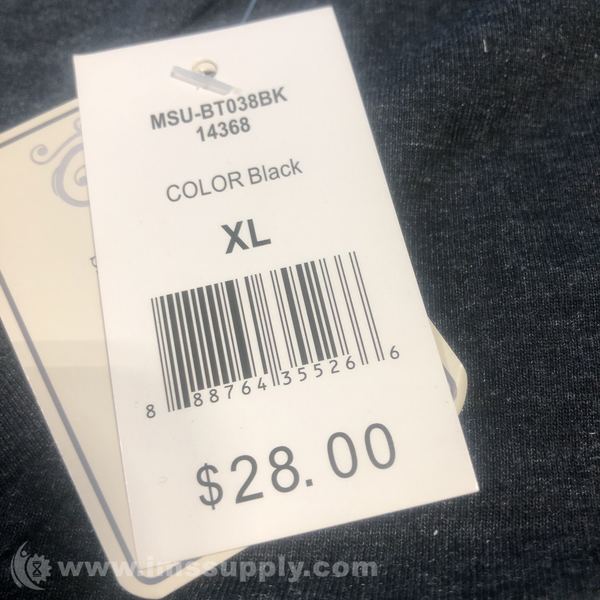 MSU-BT038BK
14368
COLOR Black
XL
8 88764 35526 6
$28.00
www.imssupply.com